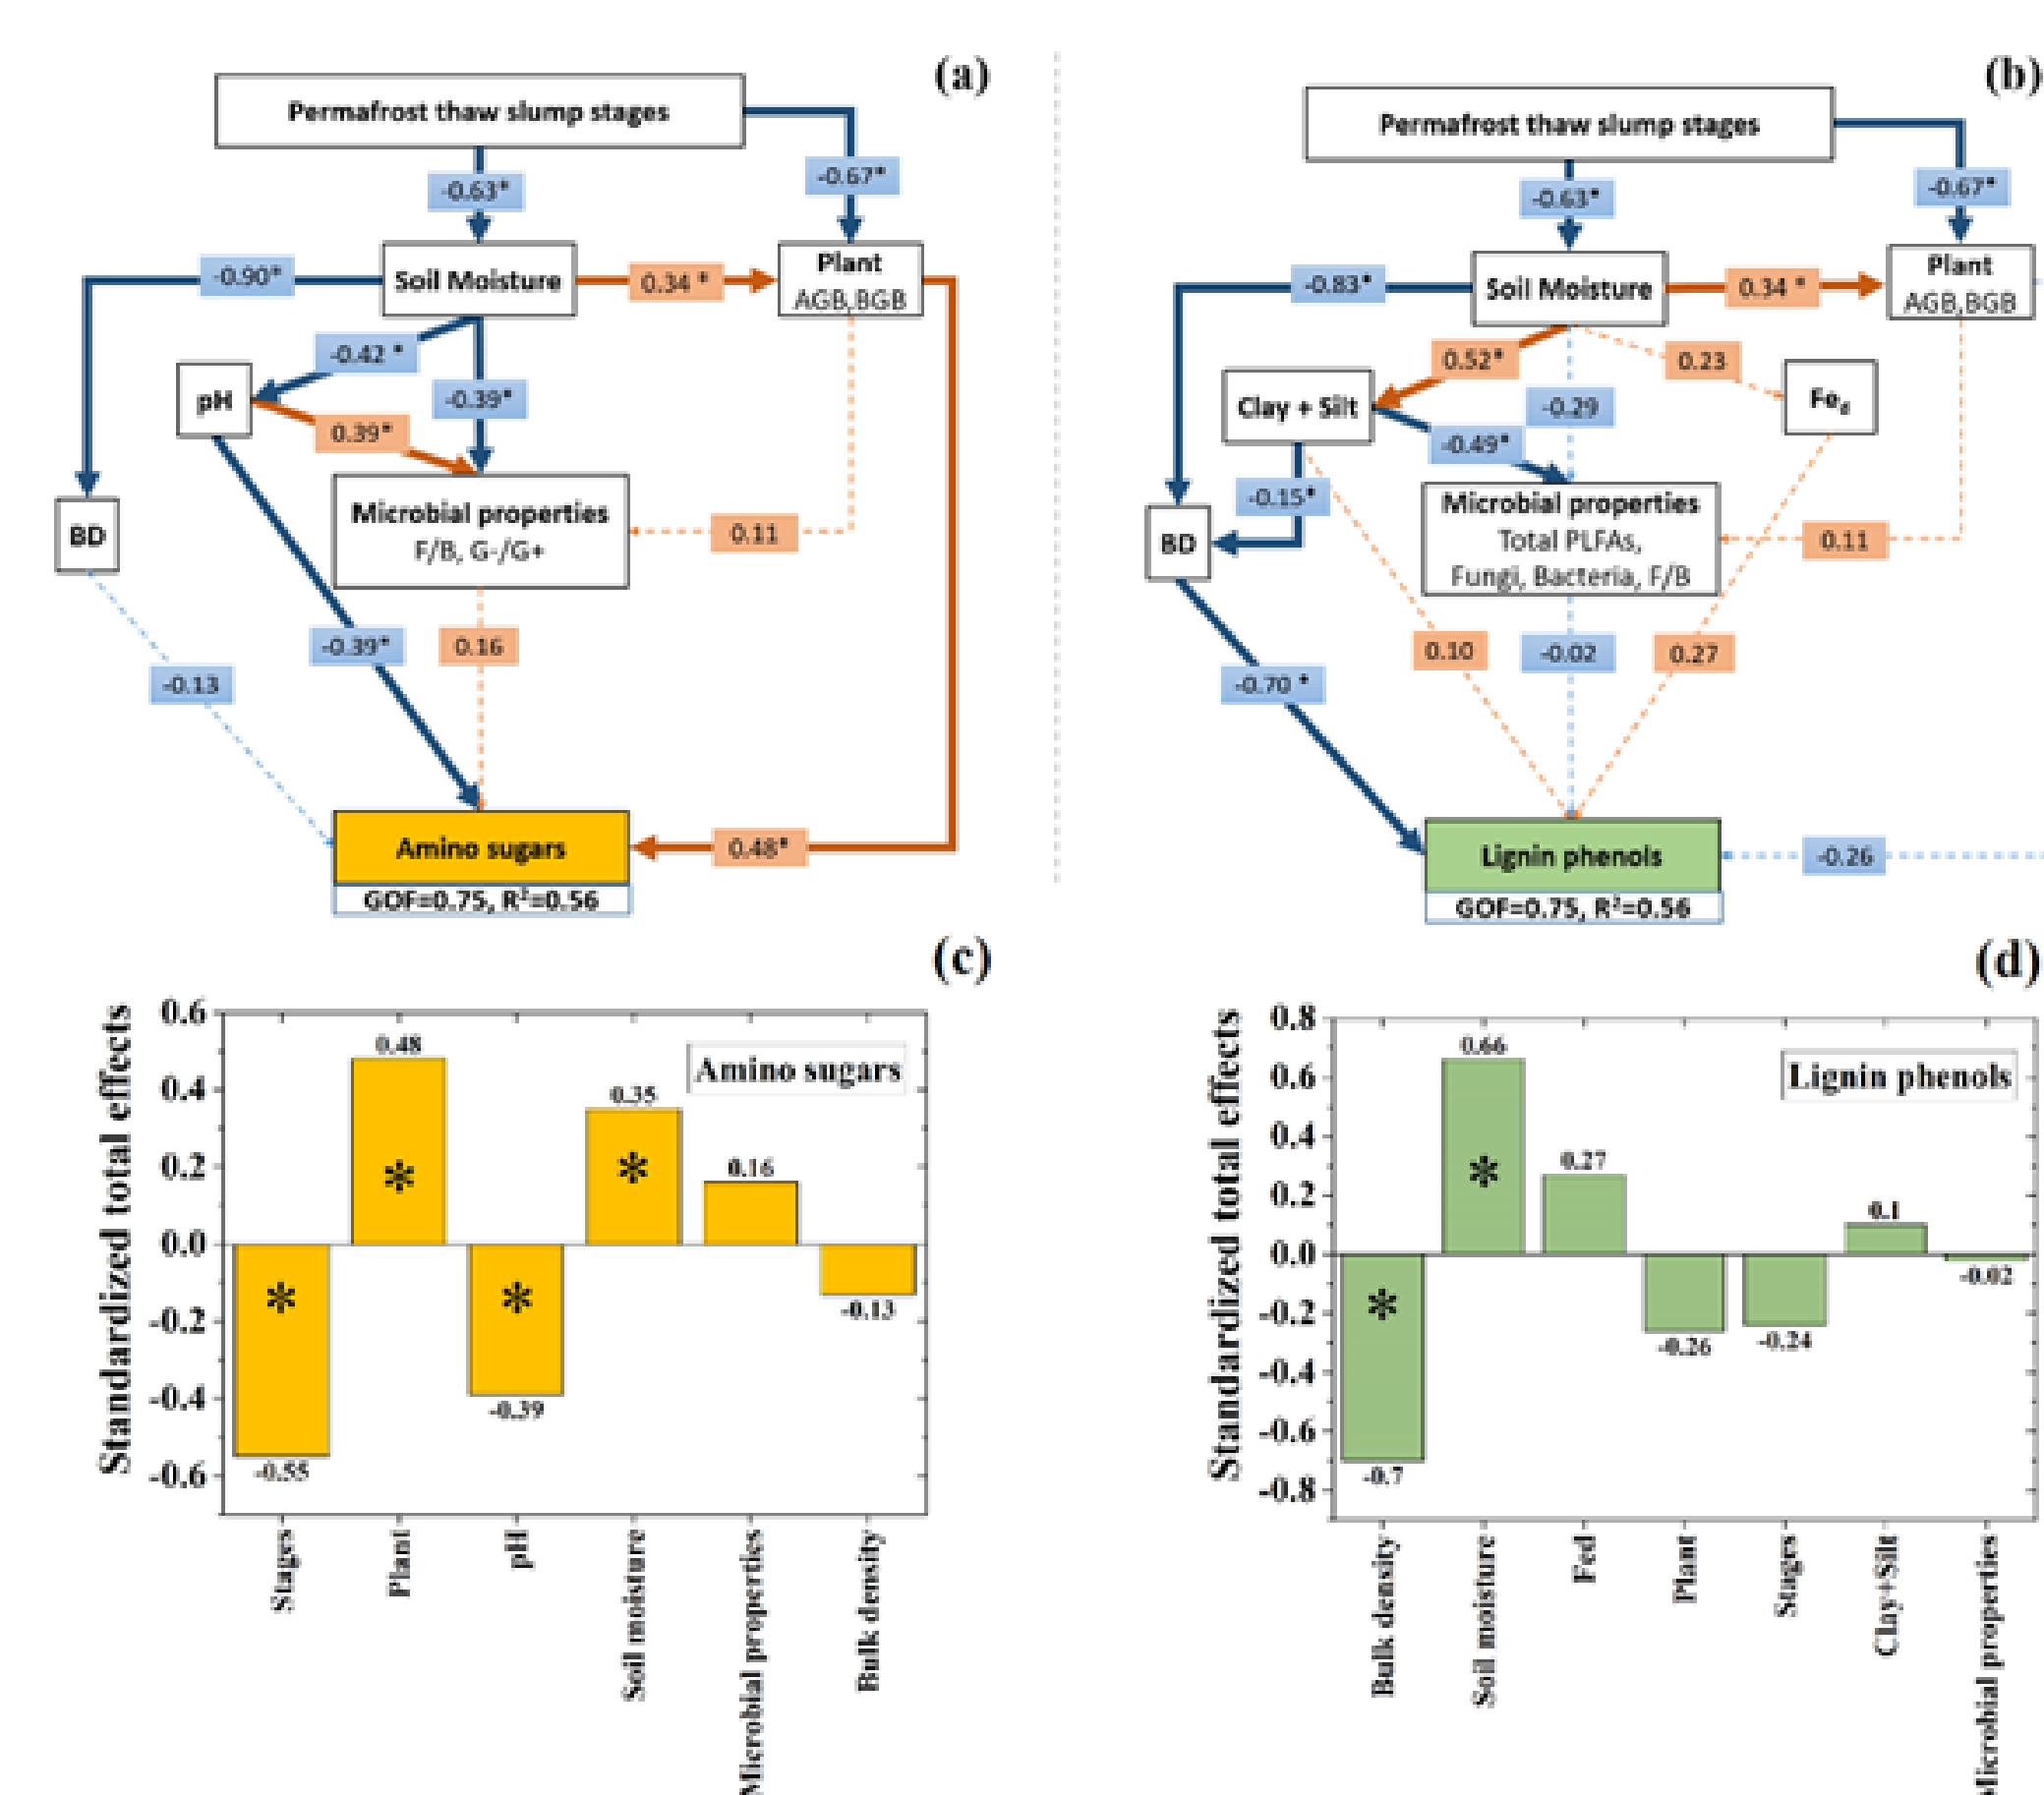 (a)
Permafrost thaw slump stages
-0.63*
-0.67*
-0.90*
Soil Moisture
0.34 *
Plant
AGB,BGB
-0.42 *
pH
-0.39*
0.39*
BD
Microbial properties
F/B, G-/G+
0.11
-0.39*
0.16
-0.13
Amino sugars
0.48*
GOF=0.75, R²=0.56
(b)
Permafrost thaw slump stages
-0.63*
-0.67*
-0.83*
Soil Moisture
0.34 *
Plant
AGB,BGB
0.52*
0.23
Clay + Silt
-0.29
Fed
-0.49*
-0.15*
BD
Microbial properties
Total PLFAs,
Fungi, Bacteria, F/B
0.11
0.10
-0.02
0.27
-0.70 *
Lignin phenols
-0.26
GOF=0.75, R²=0.56
(c)
Standardized total effects
0.6
0.4
0.2
0.0
-0.2
-0.4
-0.6
Amino sugars
-0.55
0.48
-0.39
0.35
0.16
-0.13
*
*
*
*
Stages
Plant
pH
Soil moisture
Microbial properties
Bulk density
(d)
Standardized total effects
0.8
0.6
0.4
0.2
0.0
-0.2
-0.4
-0.6
-0.8
Lignin phenols
-0.7
0.66
0.27
-0.26
-0.24
0.1
-0.02
*
*
Bulk density
Soil moisture
Fed
Plant
Stages
Clay+Silt
Microbial properties